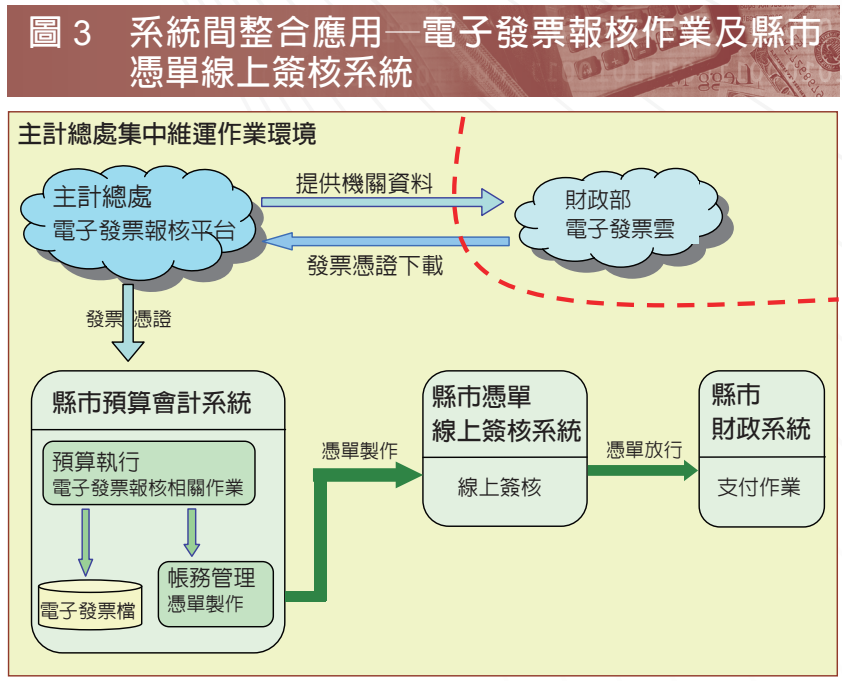 圖 3 系統間整合應用—電子發票報核作業及縣市
憑單線上簽核系統
主計總處集中維運作業環境
主計總處
電子發票報核平台
提供機關資料
財政部
電子發票雲
發票憑證下載
發票憑證
縣市預算會計系統
預算執行
電子發票報核相關作業
電子發票檔
帳務管理
憑單製作
憑單製作
縣市憑單
線上簽核系統
線上簽核
憑單放行
縣市
財政系統
支付作業